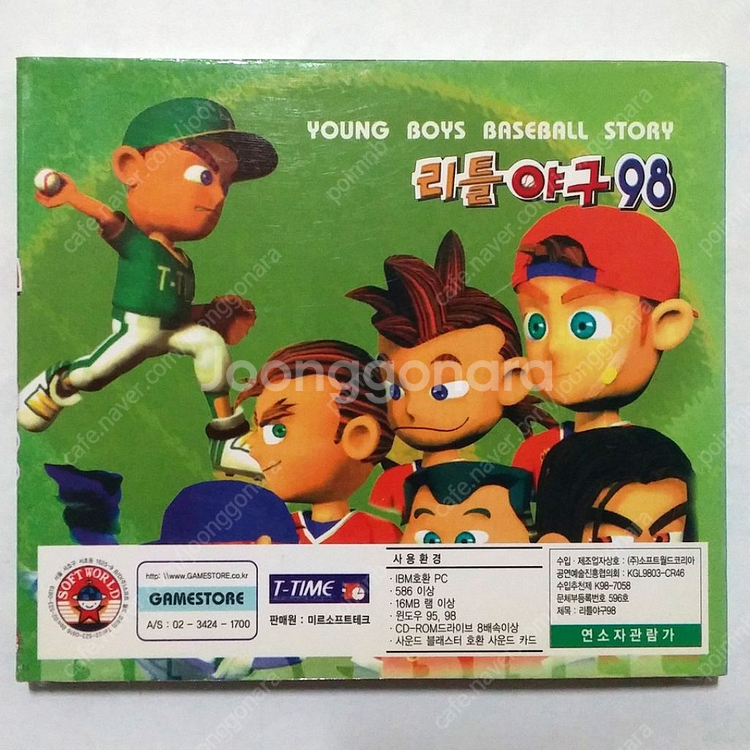 YOUNG BOYS BASEBALL STORY
리틀야구98
T-TI
Joonggonara
SOFTWORLD
http: \\www.GAMESTORE.co.kr
GAMESTORE
A/S : 02 - 3424 - 1700
T-TIME
판매원 : 미르소프트테크
사용환경
· IBM호환 PC
· 586 이상
· 16MB 램 이상
· 윈도우 95, 98
· CD-ROM드라이브 8배속이상
· 사운드 블래스터 호환 사운드 카드
수입 · 제조업자상호 : (주)소프트월드코리아
공연예술진흥협의회 : KGL9803-CR46
수입추천제 K98-7058
문체부등록번호 596호
제목 : 리틀야구98
연소자관람가